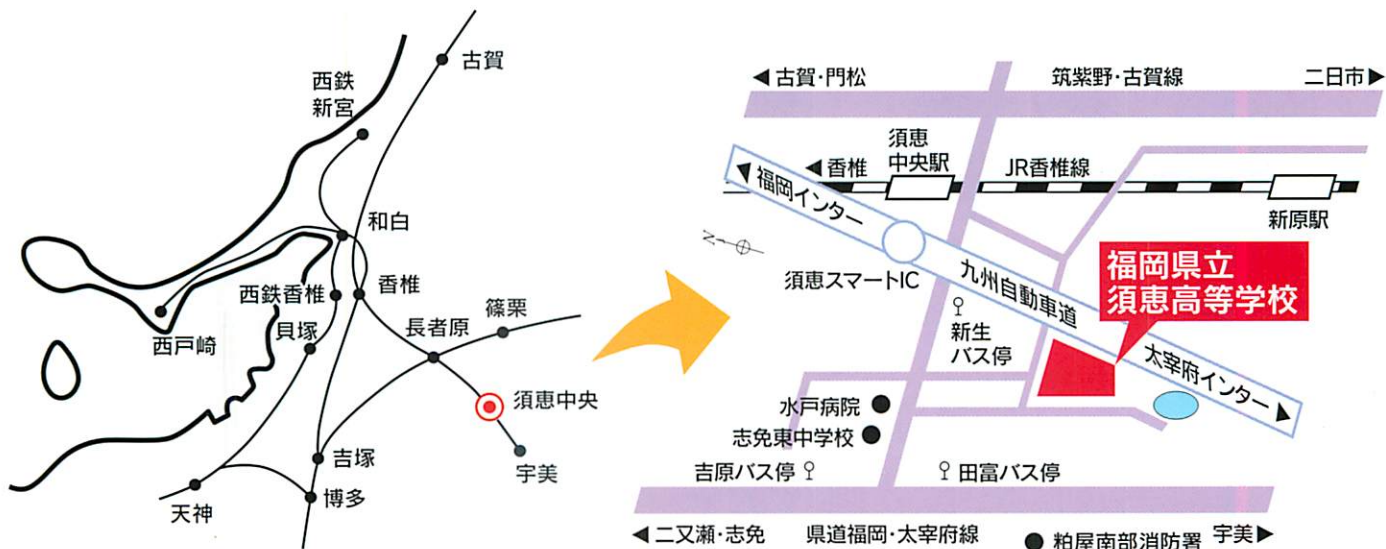 古賀
西鉄
新宮
和白
西鉄香椎
香椎
篠栗
長者原
貝塚
西戸崎
須恵中央
宇美
吉塚
博多
天神
◀古賀・門松
筑紫野・古賀線
二日市▶
須恵
中央駅
◀香椎
JR香椎線
新原駅
◀福岡インター
N
須恵スマートIC
九州自動車道
福岡県立
須恵高等学校
新生
バス停
太宰府インター▶
水戸病院
志免東中学校
吉原バス停
田富バス停
◀二又瀬・志免
県道福岡・太宰府線
粕屋南部消防署
宇美▶